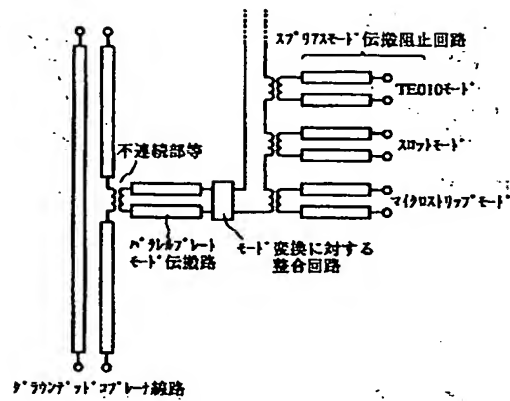 スプリアスモード伝搬阻止回路
TE010モード
不連続部等
スロットモード
マイクロストリップモード
パラレルプレート
モード伝搬路
モード変換に対する
整合回路
グラウンデッドコプレーナ線路